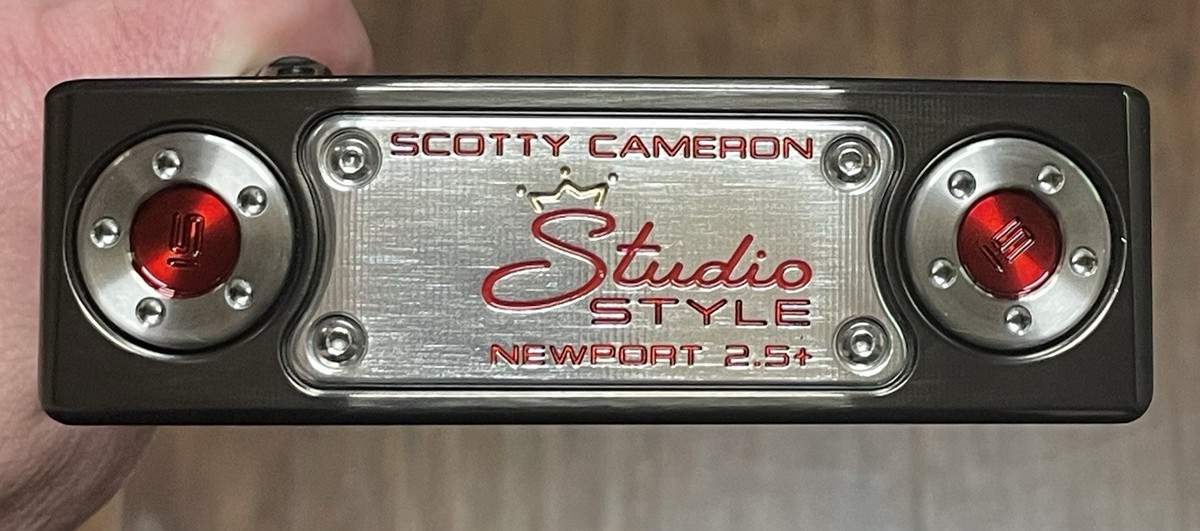 SCOTTY CAMERON
Studio
STYLE
NEWPORT 2.5+